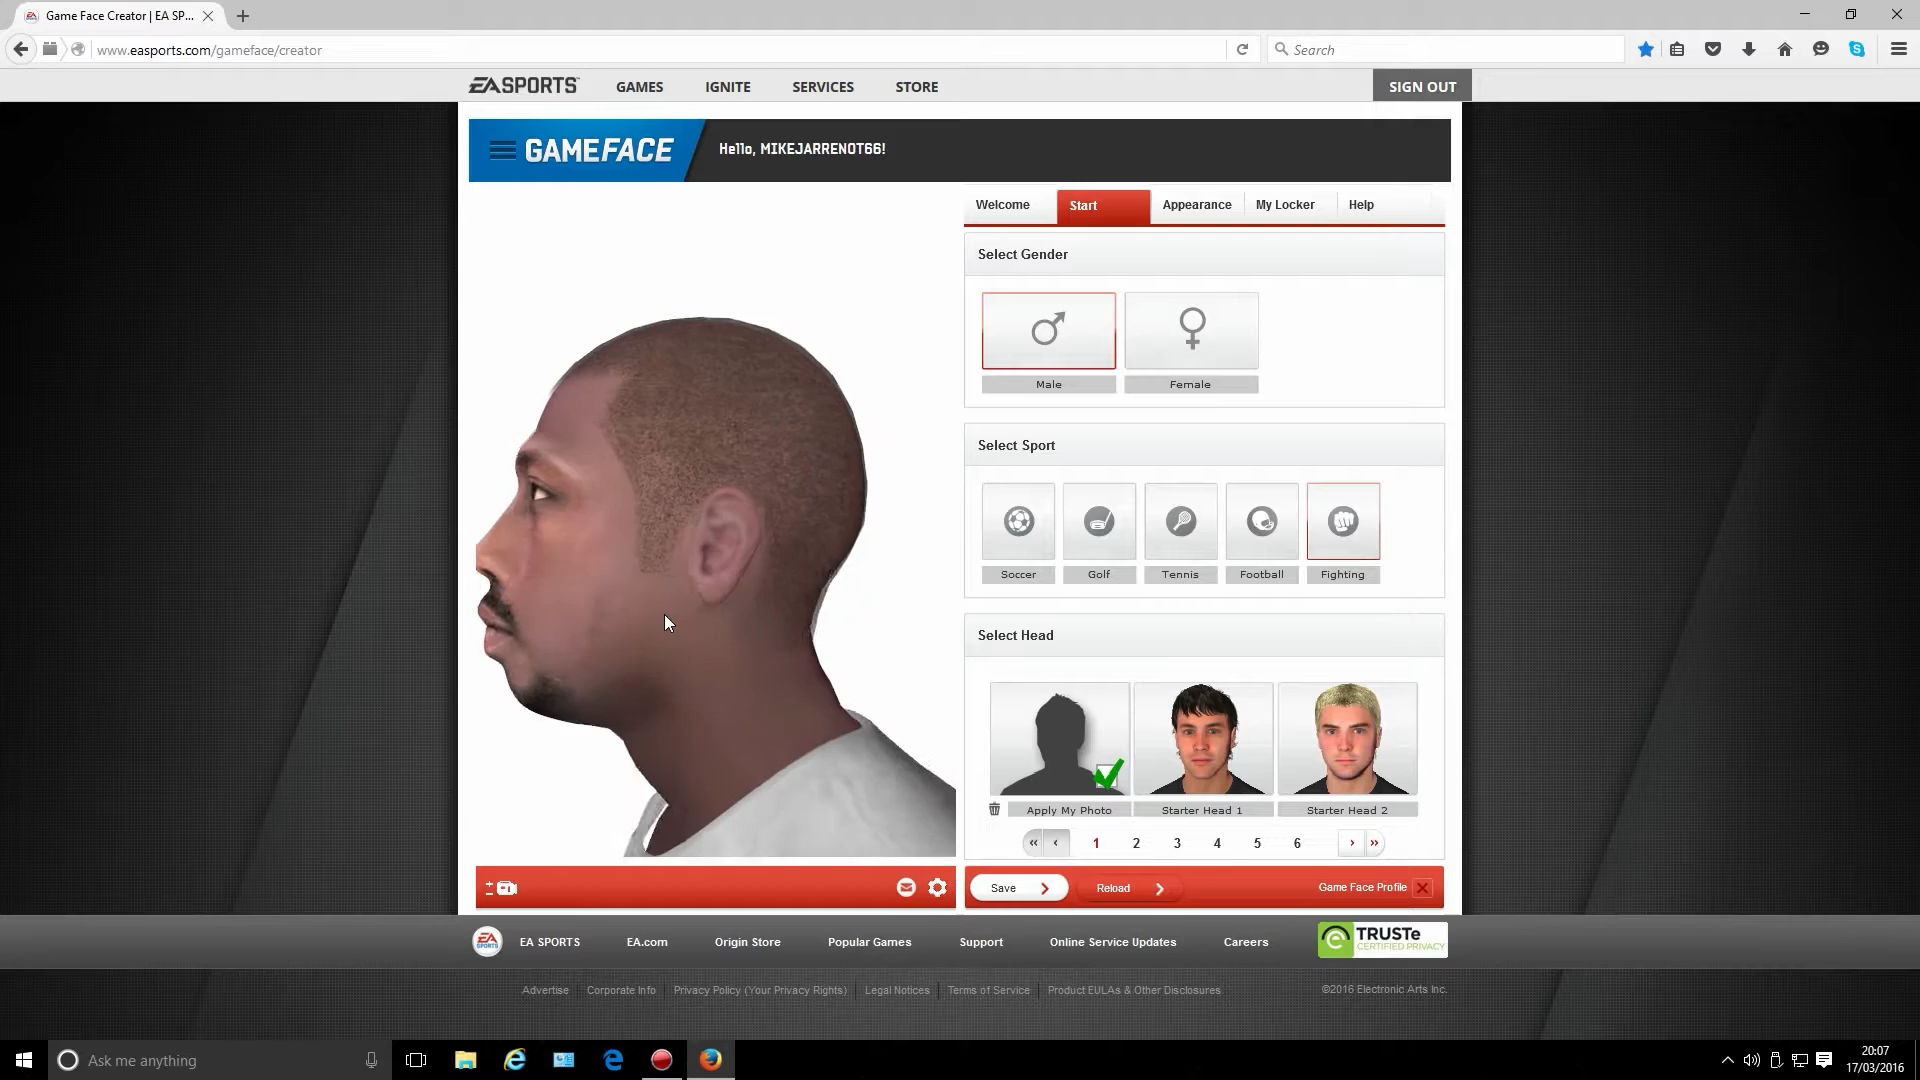 Game Face Creator | EA SP...
www.easports.com/gameface/creator
Search
EA SPORTS
GAMES
IGNITE
SERVICES
STORE
SIGN OUT
GAMEFACE
Hello, MIKEJARRENOT66!
Welcome
Start
Appearance
My Locker
Help
Select Gender
Male
Female
Select Sport
Soccer
Golf
Tennis
Football
Fighting
Select Head
Apply My Photo
Starter Head 1
Starter Head 2
« ‹ 1 2 3 4 5 6 › »
Save
Reload
Game Face Profile
EA SPORTS
EA SPORTS
EA.com
Origin Store
Popular Games
Support
Online Service Updates
Careers
TRUSTe
CERTIFIED PRIVACY
Advertise
Corporate Info
Privacy Policy (Your Privacy Rights)
Legal Notices
Terms of Service
Product EULAs & Other Disclosures
©2016 Electronic Arts Inc.
Ask me anything
20:07
17/03/2016